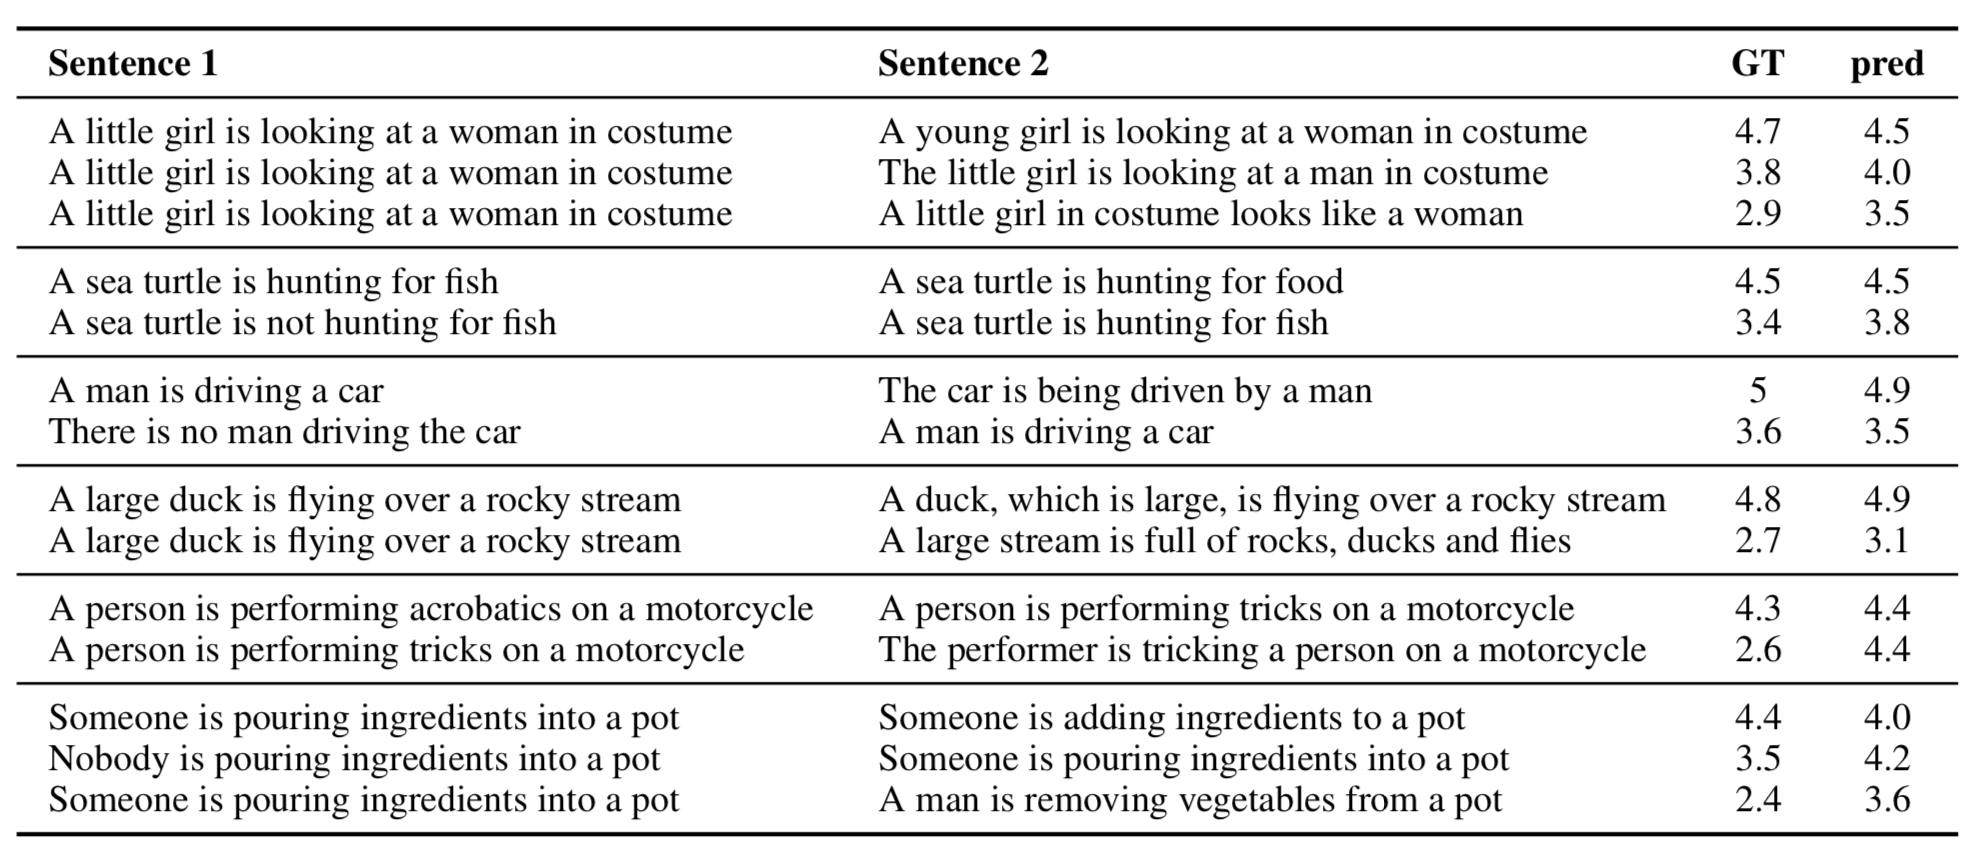 Sentence 1 Sentence 2 GT pred
A little girl is looking at a woman in costume A young girl is looking at a woman in costume 4.7 4.5
A little girl is looking at a woman in costume The little girl is looking at a man in costume 3.8 4.0
A little girl is looking at a woman in costume A little girl in costume looks like a woman 2.9 3.5
A sea turtle is hunting for fish A sea turtle is hunting for food 4.5 4.5
A sea turtle is not hunting for fish A sea turtle is hunting for fish 3.4 3.8
A man is driving a car The car is being driven by a man 5 4.9
There is no man driving the car A man is driving a car 3.6 3.5
A large duck is flying over a rocky stream A duck, which is large, is flying over a rocky stream 4.8 4.9
A large duck is flying over a rocky stream A large stream is full of rocks, ducks and flies 2.7 3.1
A person is performing acrobatics on a motorcycle A person is performing tricks on a motorcycle 4.3 4.4
A person is performing tricks on a motorcycle The performer is tricking a person on a motorcycle 2.6 4.4
Someone is pouring ingredients into a pot Someone is adding ingredients to a pot 4.4 4.0
Nobody is pouring ingredients into a pot Someone is pouring ingredients into a pot 3.5 4.2
Someone is pouring ingredients into a pot A man is removing vegetables from a pot 2.4 3.6